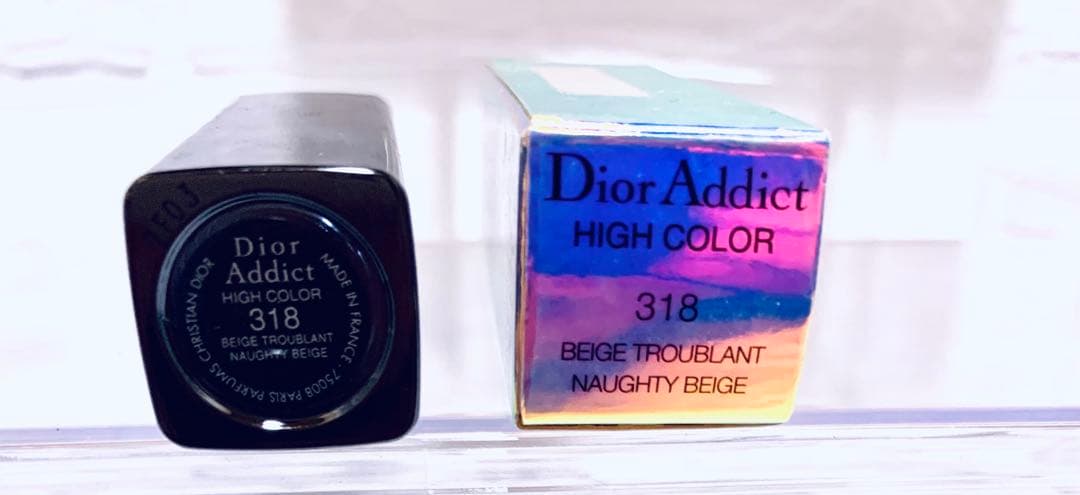 1F03
Dior
Addict
HIGH COLOR
318
BEIGE TROUBLANT
NAUGHTY BEIGE
MADE IN FRANCE · 75008 PARIS PARFUMS CHRISTIAN DIOR
Dior Addict
HIGH COLOR
318
BEIGE TROUBLANT
NAUGHTY BEIGE